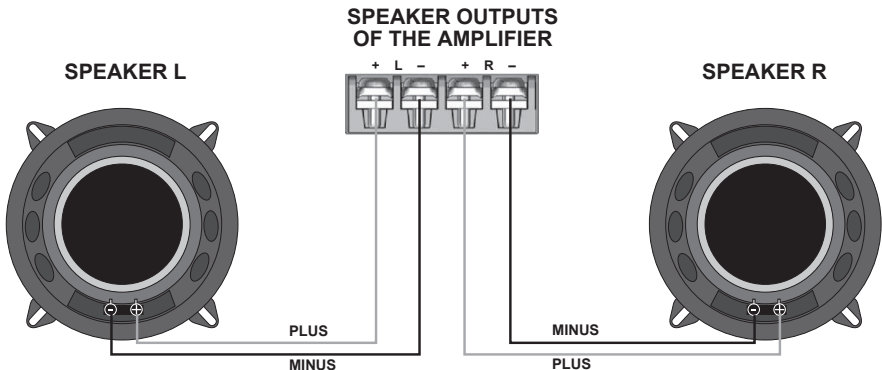 SPEAKER OUTPUTS
OF THE AMPLIFIER
SPEAKER L
SPEAKER R
+ L – + R –
PLUS
MINUS
MINUS
PLUS